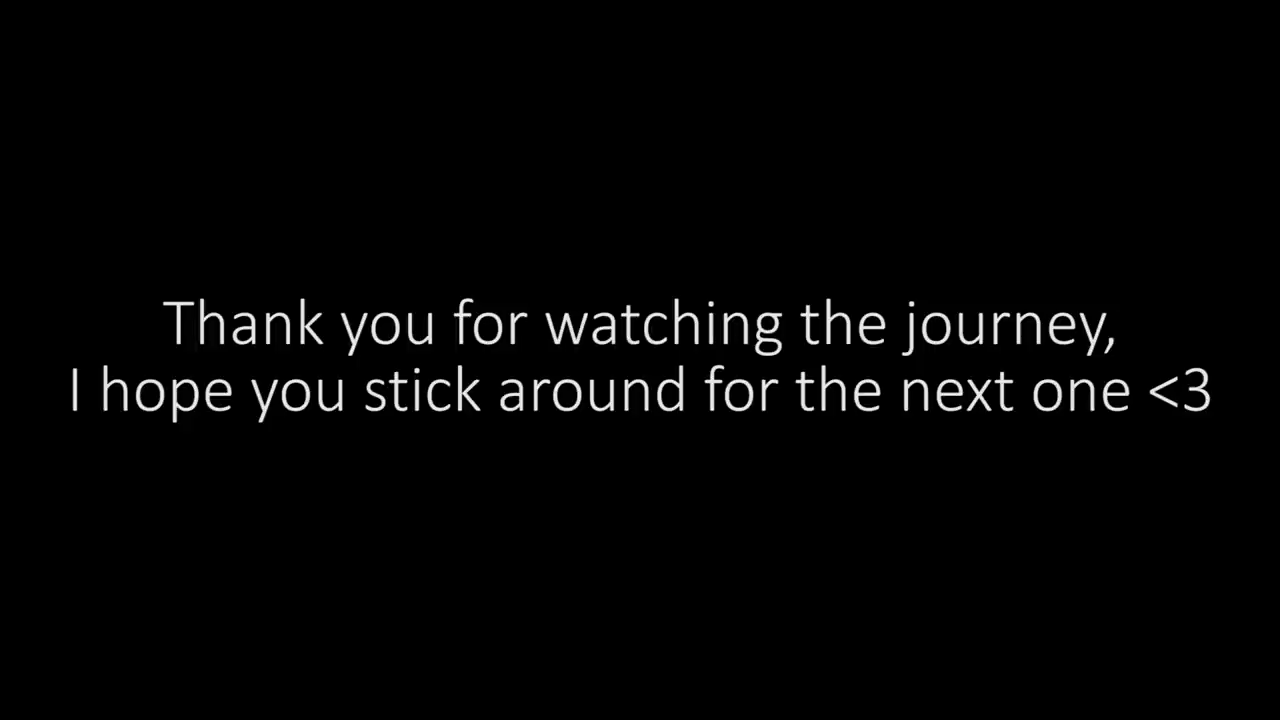 Thank you for watching the journey,
I hope you stick around for the next one <3